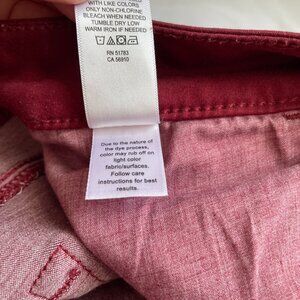 WITH LIKE COLORS
ONLY NON-CHLORINE
BLEACH WHEN NEEDED
TUMBLE DRY LOW
WARM IRON IF NEEDED
RN 51783
CA 56910
Due to the nature of
the dye process,
color may rub off on
light color
fabric/surfaces.
Follow care
instructions for best
results.